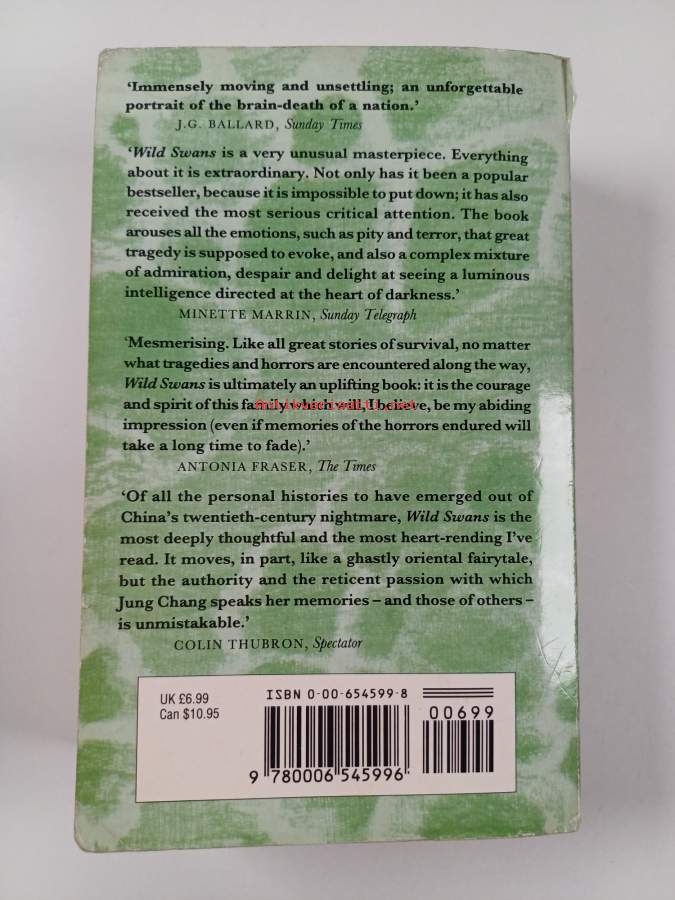 ‘Immensely moving and unsettling; an unforgettable
portrait of the brain-death of a nation.’
J.G. BALLARD, Sunday Times
‘Wild Swans is a very unusual masterpiece. Everything
about it is extraordinary. Not only has it been a popular
bestseller, because it is impossible to put down; it has also
received the most serious critical attention. The book
arouses all the emotions, such as pity and terror, that great
tragedy is supposed to evoke, and also a complex mixture
of admiration, despair and delight at seeing a luminous
intelligence directed at the heart of darkness.’
MINETTE MARRIN, Sunday Telegraph
‘Mesmerising. Like all great stories of survival, no matter
what tragedies and horrors are encountered along the way,
Wild Swans is ultimately an uplifting book: it is the courage
and spirit of this family which will, I believe, be my abiding
impression (even if memories of the horrors endured will
take a long time to fade).’
ANTONIA FRASER, The Times
‘Of all the personal histories to have emerged out of
China’s twentieth-century nightmare, Wild Swans is the
most deeply thoughtful and the most heart-rending I’ve
read. It moves, in part, like a ghastly oriental fairytale,
but the authority and the reticent passion with which
Jung Chang speaks her memories – and those of others –
is unmistakable.’
COLIN THUBRON, Spectator
UK £6.99
Can $10.95
ISBN 0-00-654599-8
00699
9 780006 545996